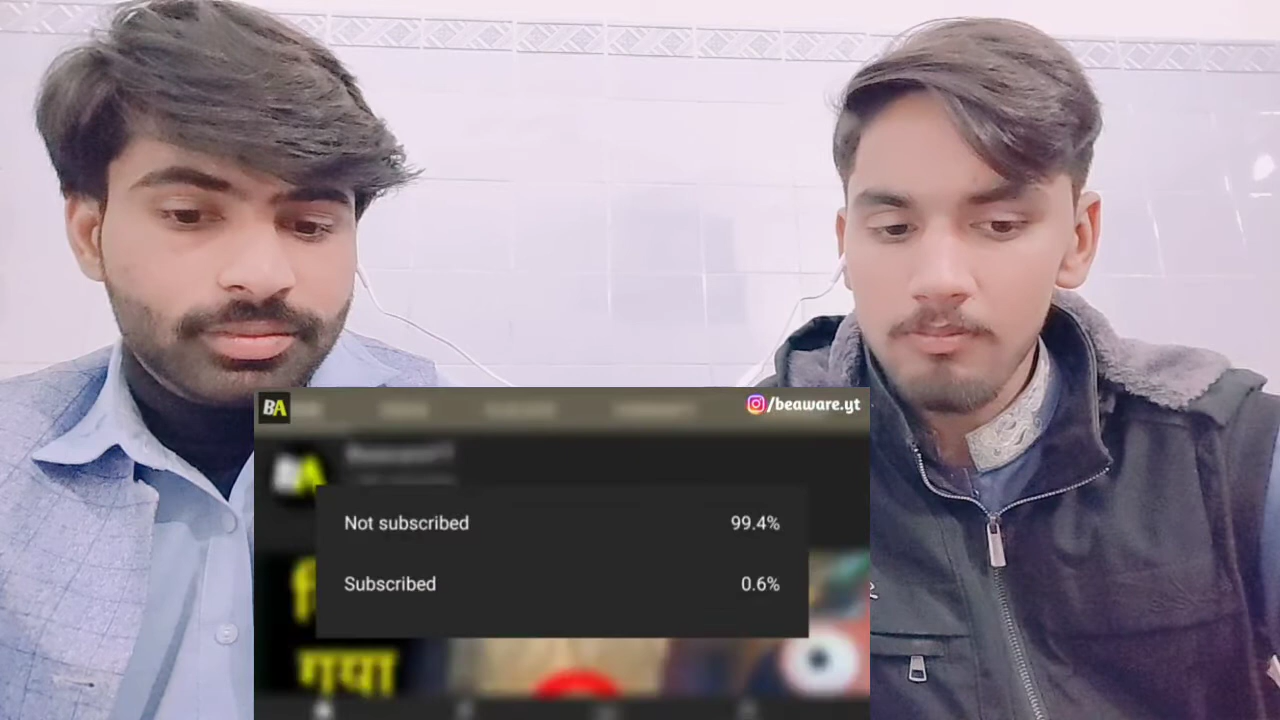 BA
/beaware.yt
Not subscribed 99.4%
Subscribed 0.6%
गया